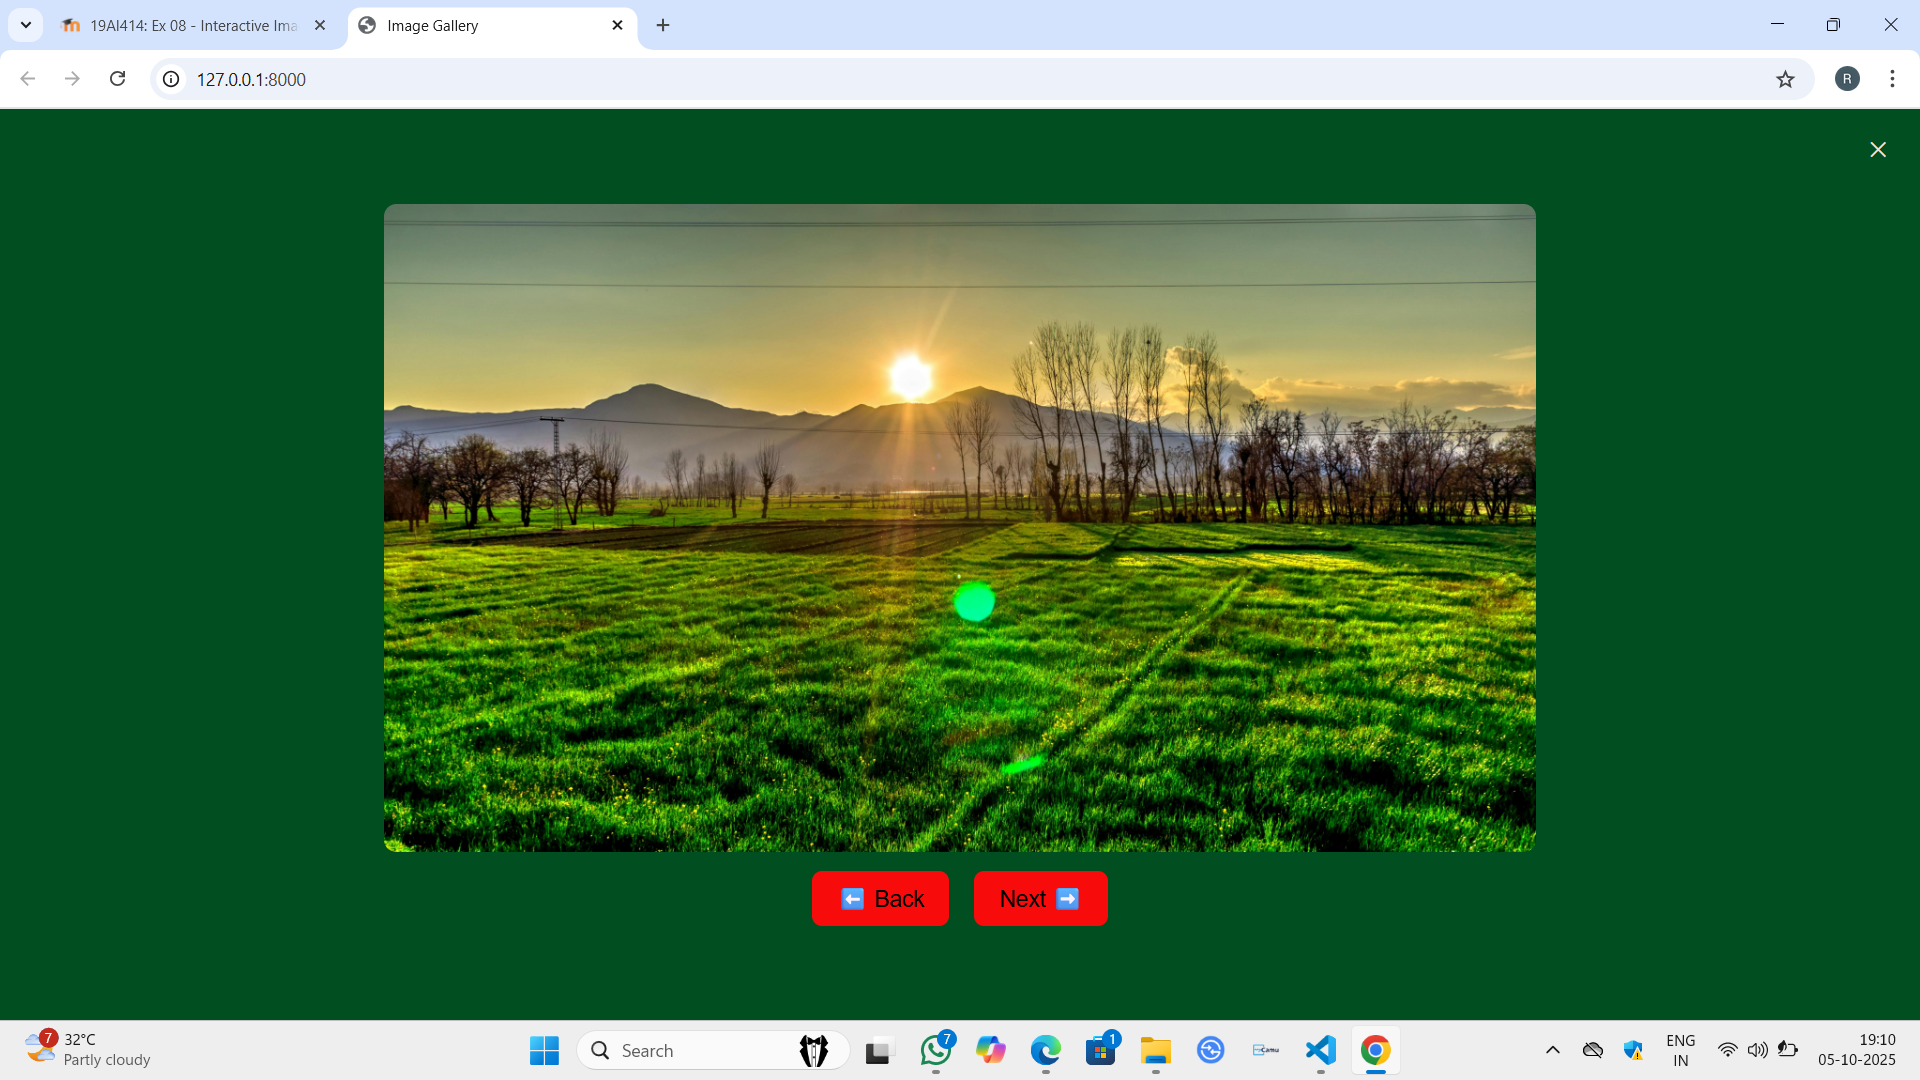 19AI414: Ex 08 - Interactive Ima
Image Gallery
127.0.0.1:8000
R
Back
Next
7
32°C
Partly cloudy
Search
7
1
Camu
ENG
IN
19:10
05-10-2025